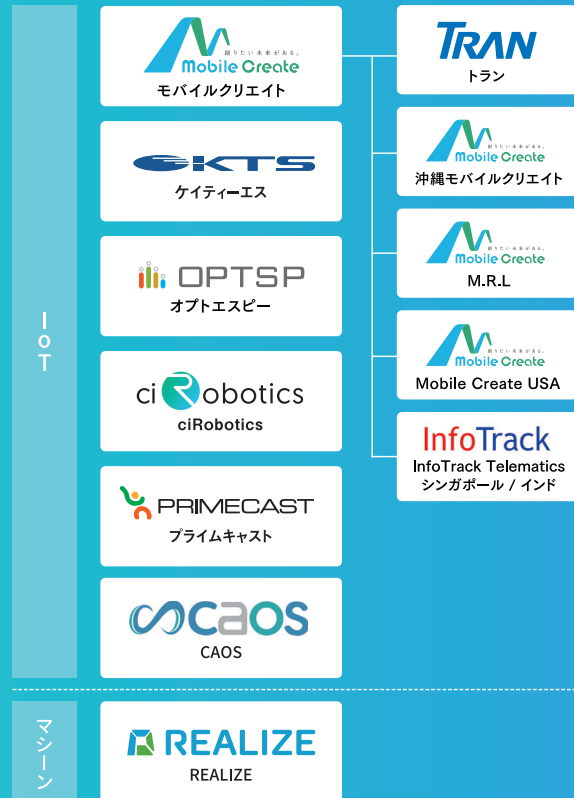 IoT
創りたい未来がある。
Mobile Create
モバイルクリエイト
TRAN
トラン
創りたい未来がある。
Mobile Create
沖縄モバイルクリエイト
創りたい未来がある。
Mobile Create
M.R.L
創りたい未来がある。
Mobile Create
Mobile Create USA
InfoTrack
InfoTrack Telematics
シンガポール / インド
KTS
ケイティーエス
OPTSP
オプトエスピー
ciRobotics
ciRobotics
PRIMECAST
プライムキャスト
CAOS
CAOS
マシーン
REALIZE
REALIZE